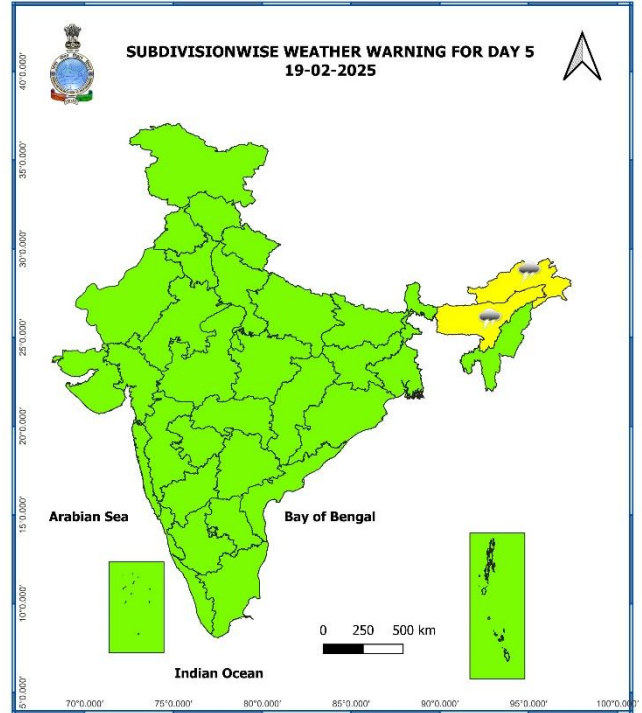 SUBDIVISIONWISE WEATHER WARNING FOR DAY 5
19-02-2025
40°0.000'
35°0.000'
30°0.000'
25°0.000'
20°0.000'
15°0.000'
10°0.000'
5°0.000'
Arabian Sea
Bay of Bengal
0 250 500 km
Indian Ocean
70°0.000' 75°0.000' 80°0.000' 85°0.000' 90°0.000' 95°0.000' 100°0.000'